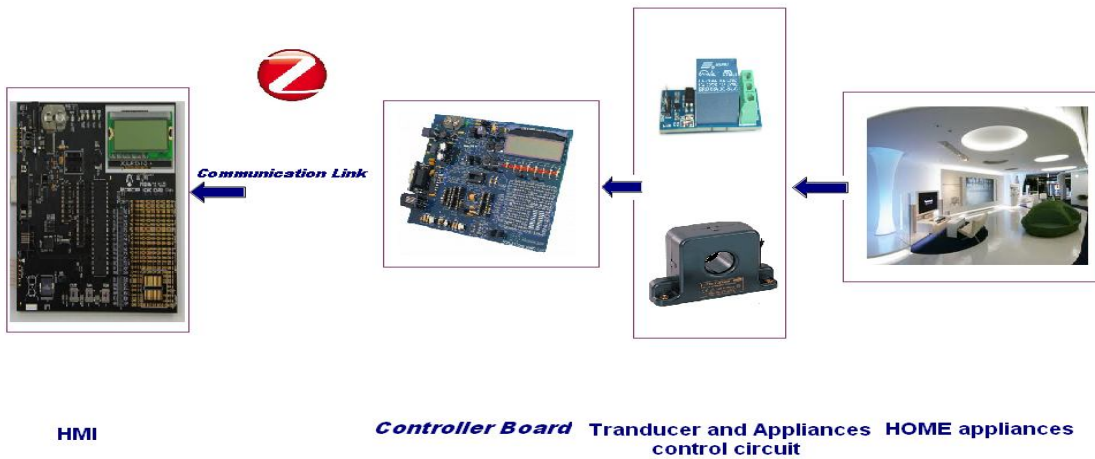 Z
Communication Link
HMI
Controller Board
Tranducer and Appliances
control circuit
HOME appliances